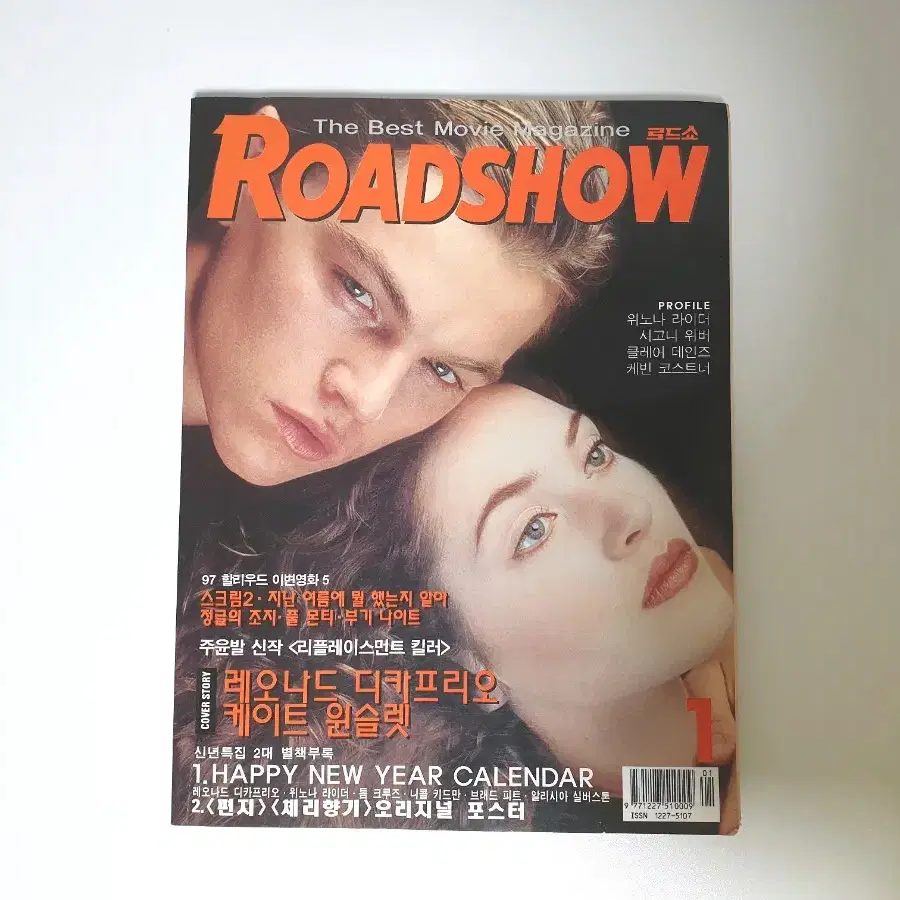 The Best Movie Magazine 로드쇼
ROADSHOW
PROFILE
위노나 라이더
시고니 위버
클레어 데인즈
케빈 코스트너
97 할리우드 이변영화 5
스크림2·지난 여름에 뭘 했는지 알아
정글의 조지·풀 몬티·부기 나이트
주윤발 신작 <리플레이스먼트 킬러>
COVER STORY
레오나드 디카프리오
케이트 윈슬렛
1
신년특집 2대 별책부록
1.HAPPY NEW YEAR CALENDAR
레오나드 디카프리오·위노나 라이더·톰 크루즈·니콜 키드만·브래드 피트·알리시아 실버스톤
2.<편지><체리향기>오리지널 포스터
01
9 771227 510009
ISSN 1227-5107